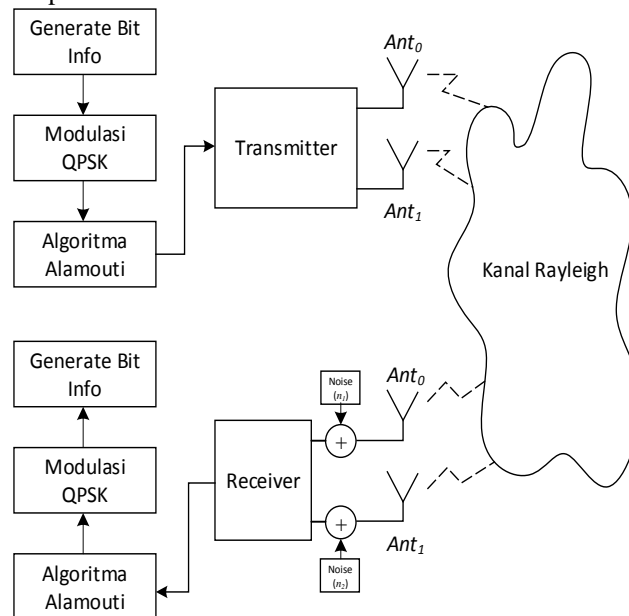 Generate Bit
Info
Modulasi
QPSK
Algoritma
Alamouti
Transmitter
Ant0
Ant1
Kanal Rayleigh
Generate Bit
Info
Modulasi
QPSK
Algoritma
Alamouti
Receiver
Noise
(n1)
+
Ant0
+
Ant1
Noise
(n2)